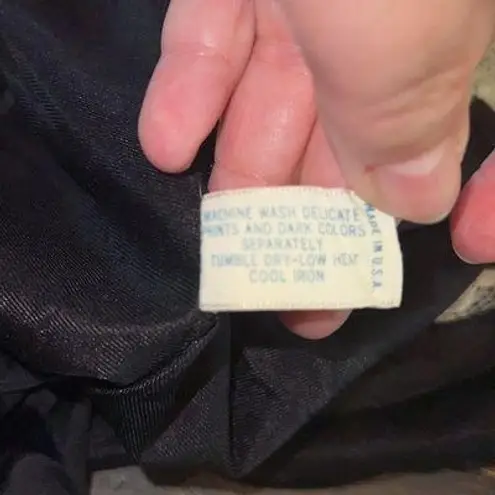 MACHINE WASH DELICATE
PRINTS AND DARK COLORS
SEPARATELY
TUMBLE DRY-LOW HEAT
COOL IRON
MADE IN U.S.A.